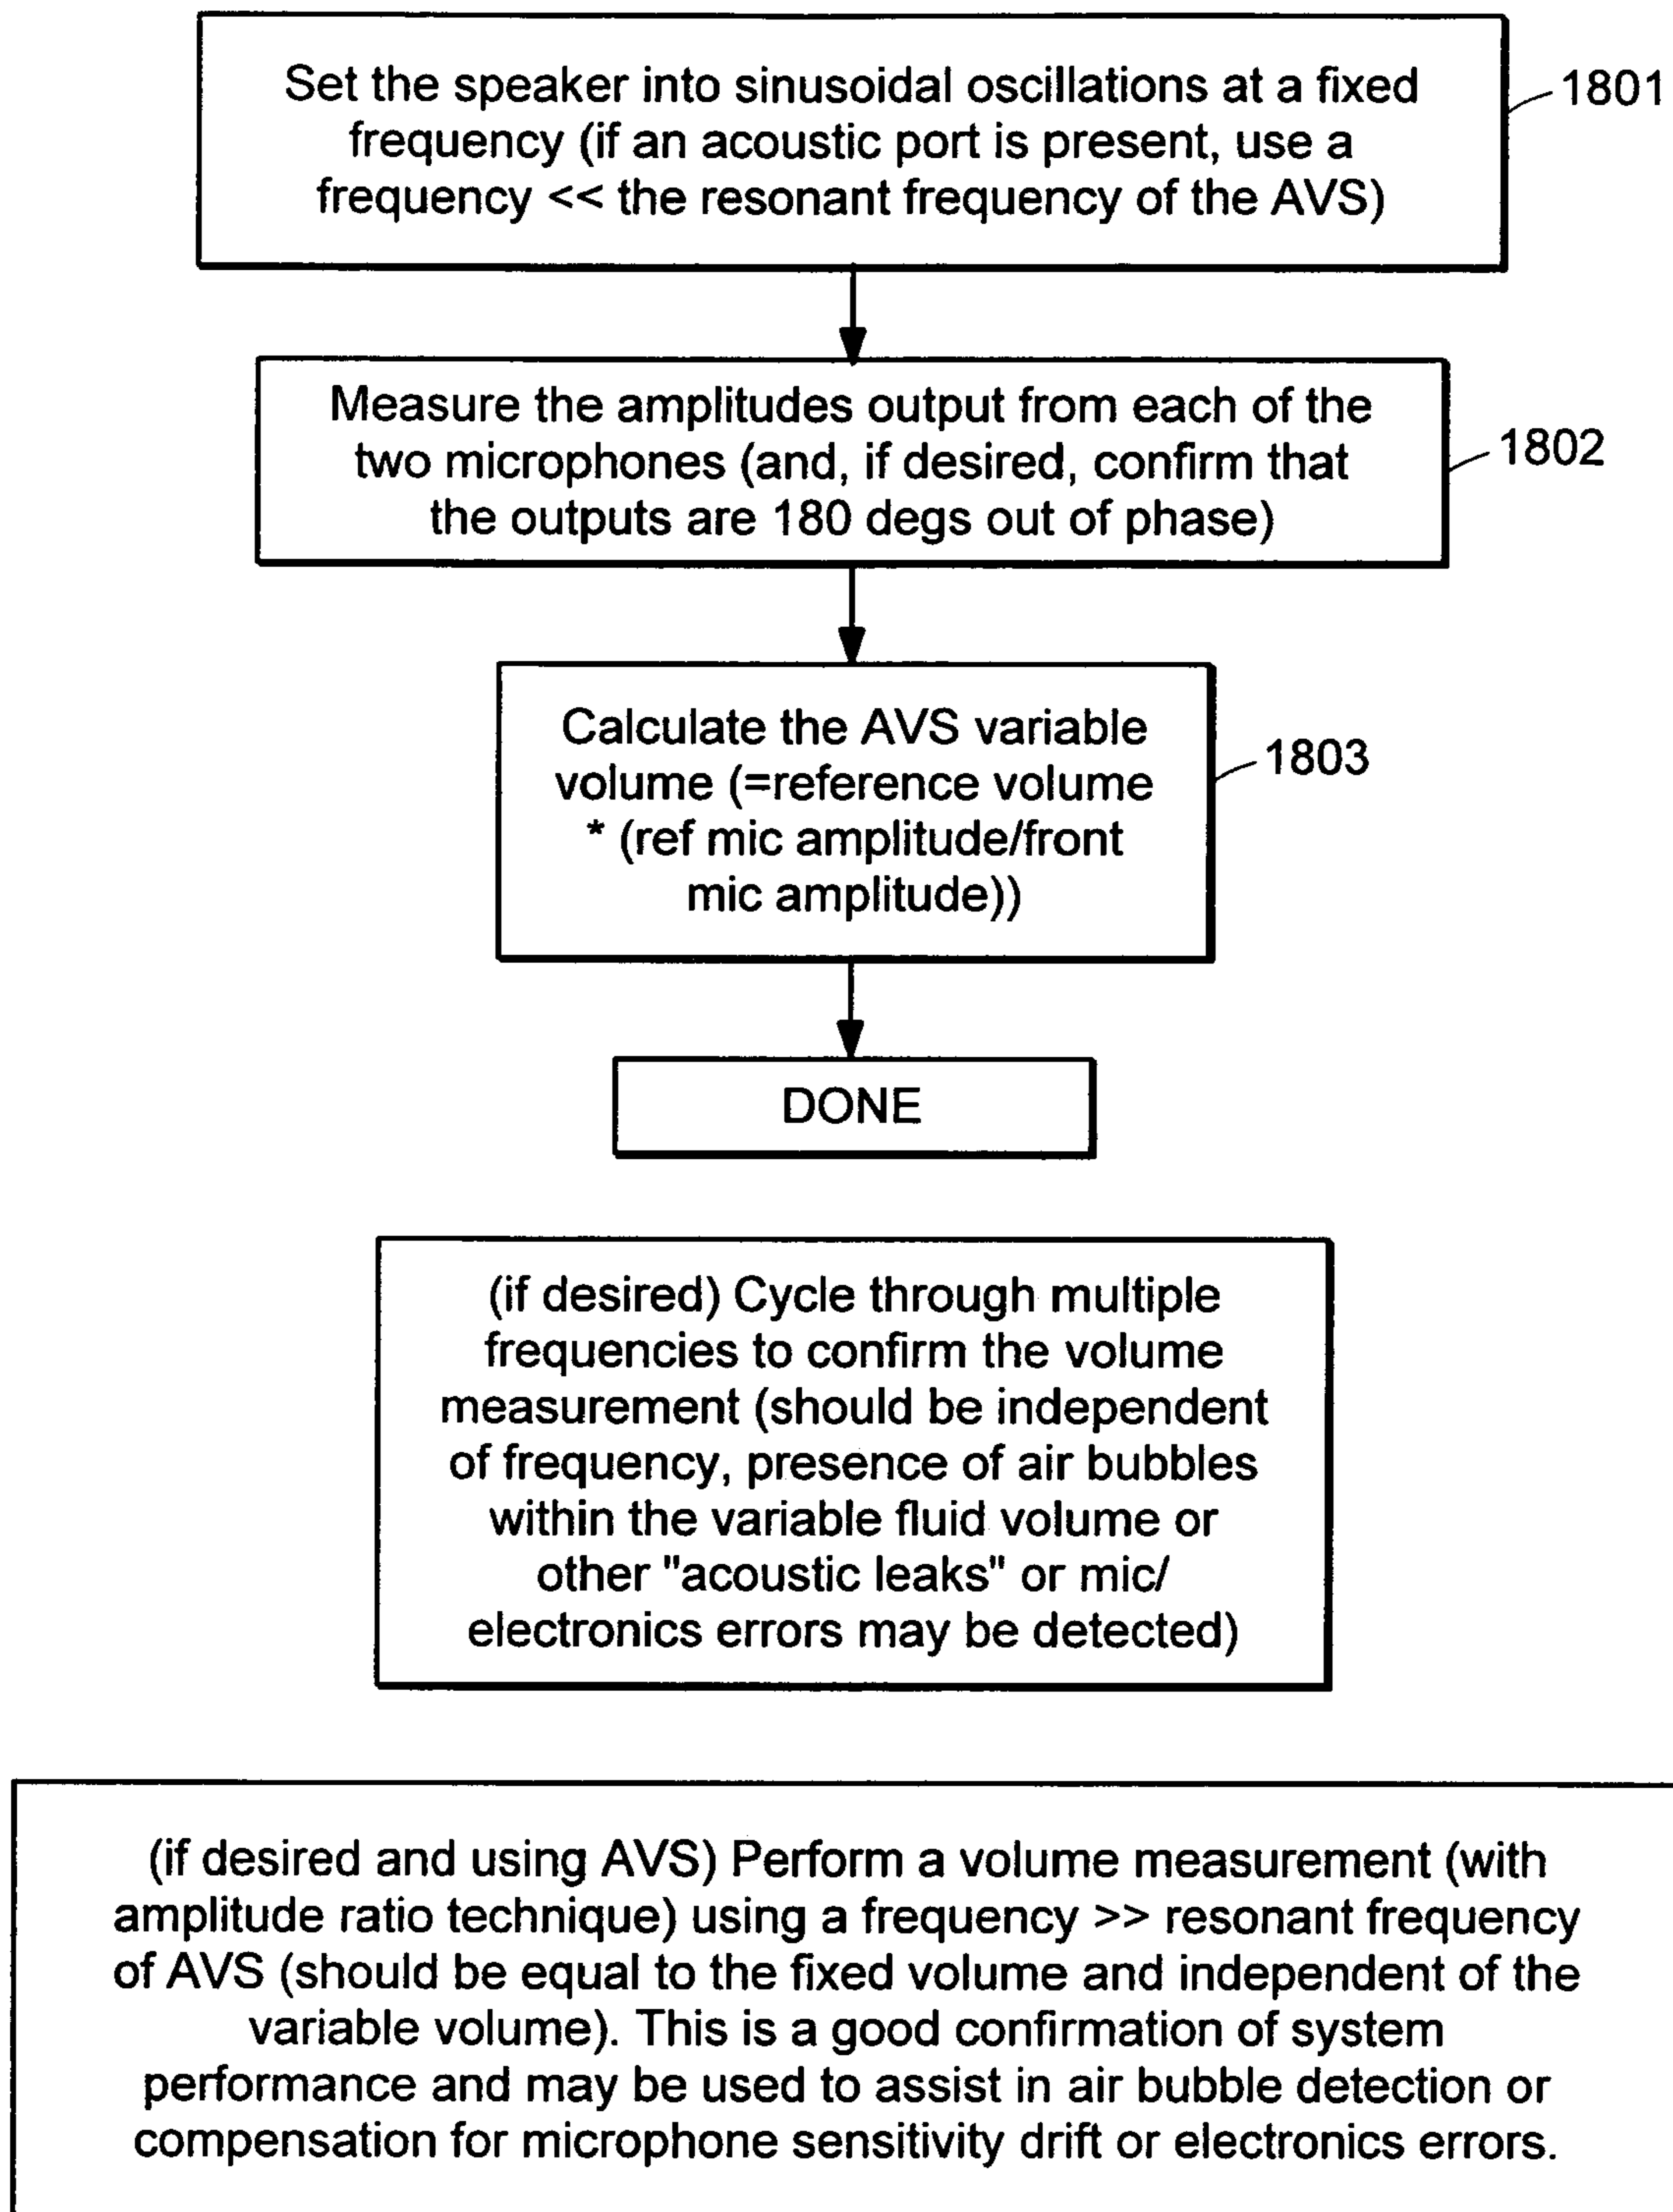 Set the speaker into sinusoidal oscillations at a fixed
frequency (if an acoustic port is present, use a
frequency << the resonant frequency of the AVS)
1801
Measure the amplitudes output from each of the
two microphones (and, if desired, confirm that
the outputs are 180 degs out of phase)
1802
Calculate the AVS variable
volume (=reference volume
* (ref mic amplitude/front
mic amplitude))
1803
DONE
(if desired) Cycle through multiple
frequencies to confirm the volume
measurement (should be independent
of frequency, presence of air bubbles
within the variable fluid volume or
other "acoustic leaks" or mic/
electronics errors may be detected)
(if desired and using AVS) Perform a volume measurement (with
amplitude ratio technique) using a frequency >> resonant frequency
of AVS (should be equal to the fixed volume and independent of the
variable volume). This is a good confirmation of system
performance and may be used to assist in air bubble detection or
compensation for microphone sensitivity drift or electronics errors.